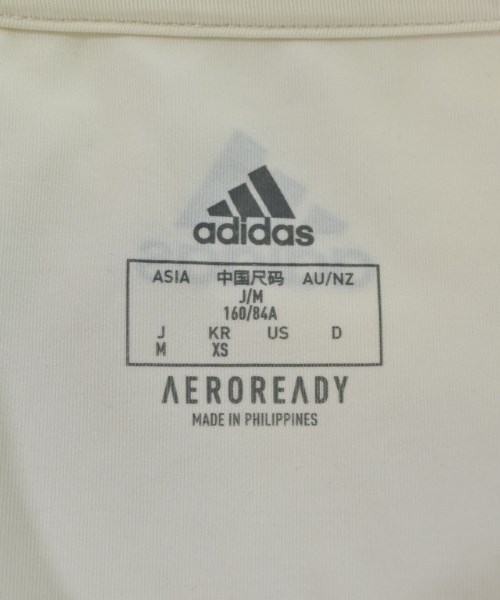 adidas
ASIA 中国尺码 AU/NZ
J/M
160/84A
J KR US D
M XS
AEROREADY
MADE IN PHILIPPINES